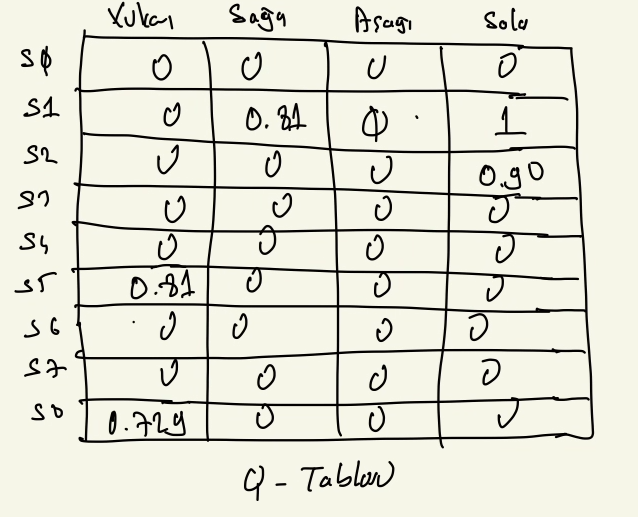 Yukarı Sağa Aşağı Sola
S0 0 0 0 0
S1 0 0.81 0 1
S2 0 0 0 0.90
S3 0 0 0 0
S4 0 0 0 0
S5 0.81 0 0 0
S6 0 0 0 0
S7 0 0 0 0
S8 0.729 0 0 0
Q - Tablosu